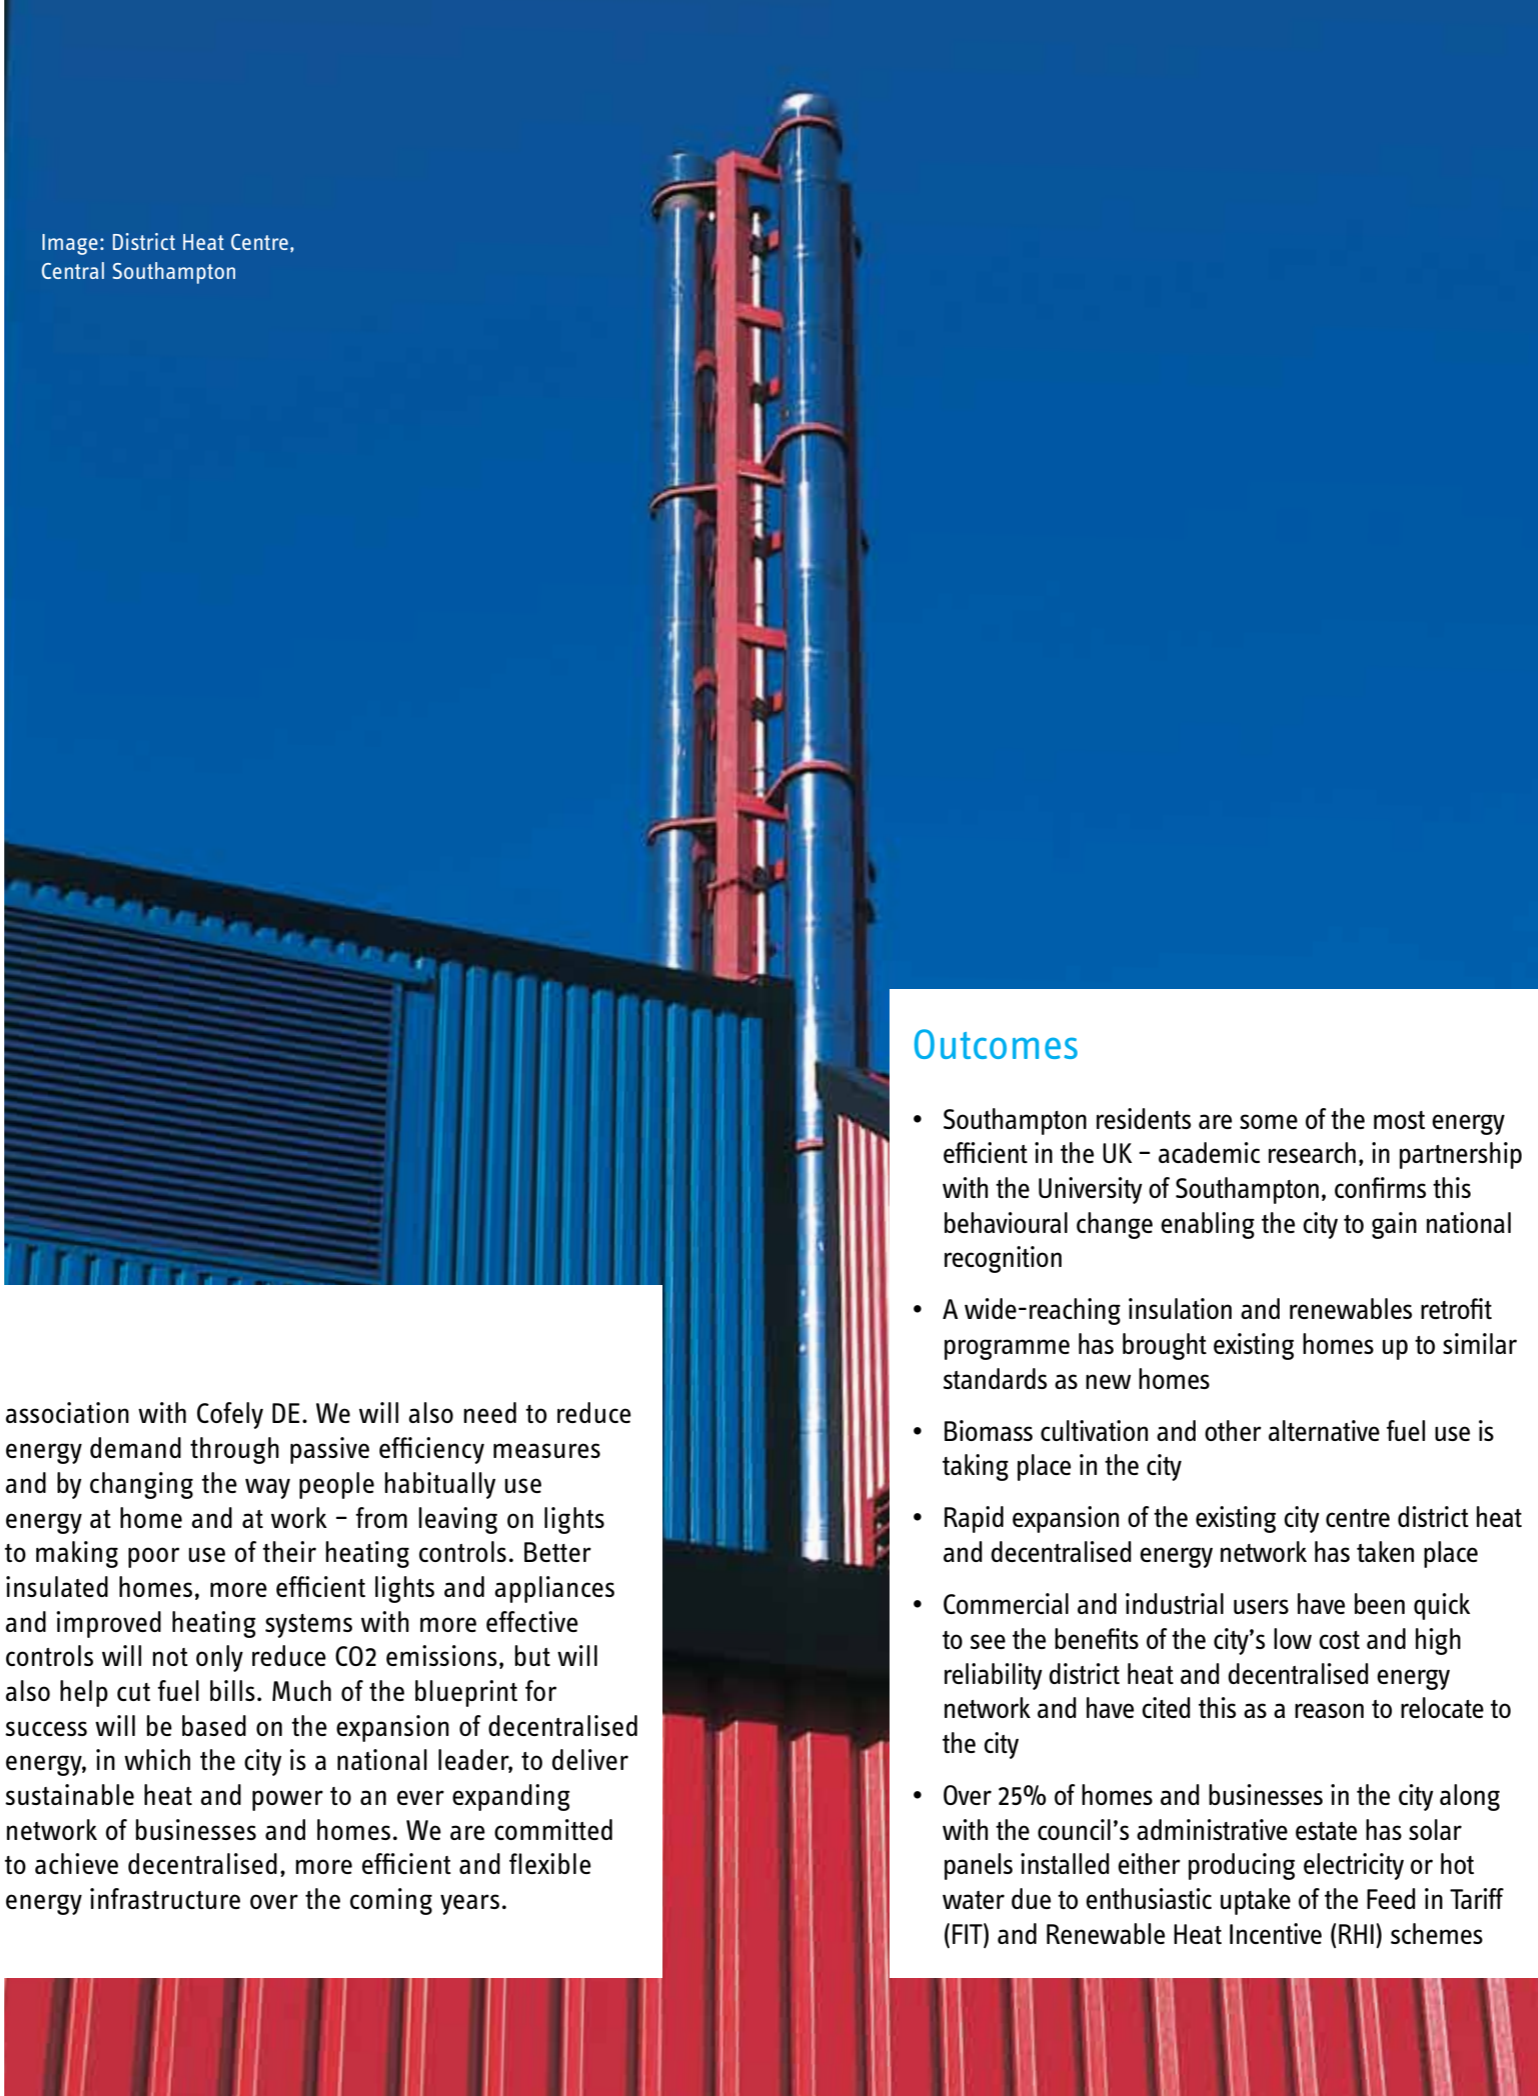 Image: District Heat Centre,
Central Southampton
association with Cofely DE. We will also need to reduce
energy demand through passive efficiency measures
and by changing the way people habitually use
energy at home and at work – from leaving on lights
to making poor use of their heating controls. Better
insulated homes, more efficient lights and appliances
and improved heating systems with more effective
controls will not only reduce CO2 emissions, but will
also help cut fuel bills. Much of the blueprint for
success will be based on the expansion of decentralised
energy, in which the city is a national leader, to deliver
sustainable heat and power to an ever expanding
network of businesses and homes. We are committed
to achieve decentralised, more efficient and flexible
energy infrastructure over the coming years.
Outcomes
• Southampton residents are some of the most energy
efficient in the UK – academic research, in partnership
with the University of Southampton, confirms this
behavioural change enabling the city to gain national
recognition
• A wide-reaching insulation and renewables retrofit
programme has brought existing homes up to similar
standards as new homes
• Biomass cultivation and other alternative fuel use is
taking place in the city
• Rapid expansion of the existing city centre district heat
and decentralised energy network has taken place
• Commercial and industrial users have been quick
to see the benefits of the city’s low cost and high
reliability district heat and decentralised energy
network and have cited this as a reason to relocate to
the city
• Over 25% of homes and businesses in the city along
with the council’s administrative estate has solar
panels installed either producing electricity or hot
water due to enthusiastic uptake of the Feed in Tariff
(FIT) and Renewable Heat Incentive (RHI) schemes